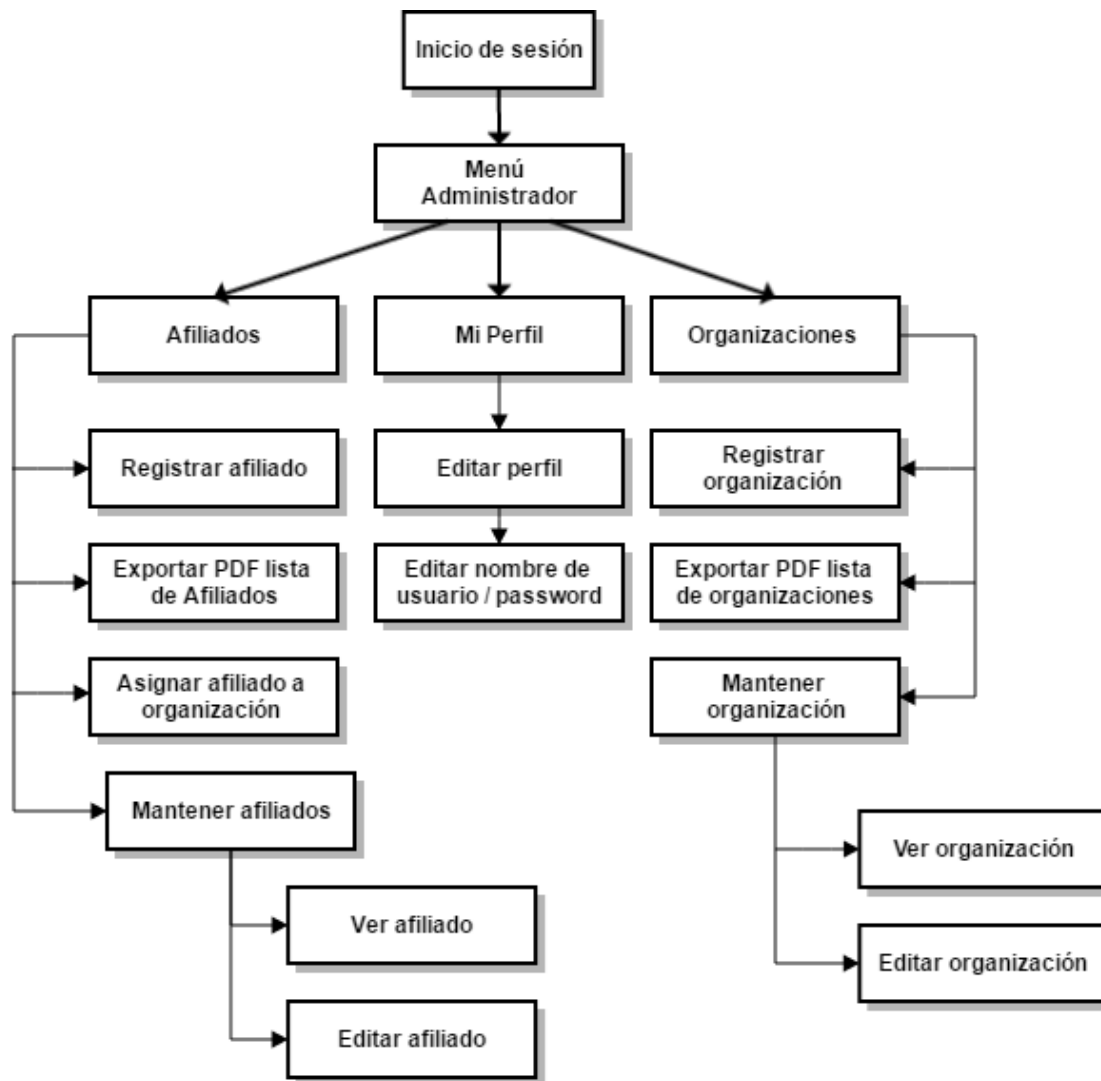 Inicio de sesión
Menú
Administrador
Afiliados
Mi Perfil
Organizaciones
Registrar afiliado
Editar perfil
Registrar
organización
Exportar PDF lista
de Afiliados
Editar nombre de
usuario / password
Exportar PDF lista
de organizaciones
Asignar afiliado a
organización
Mantener
organización
Mantener afiliados
Ver organización
Ver afiliado
Editar organización
Editar afiliado